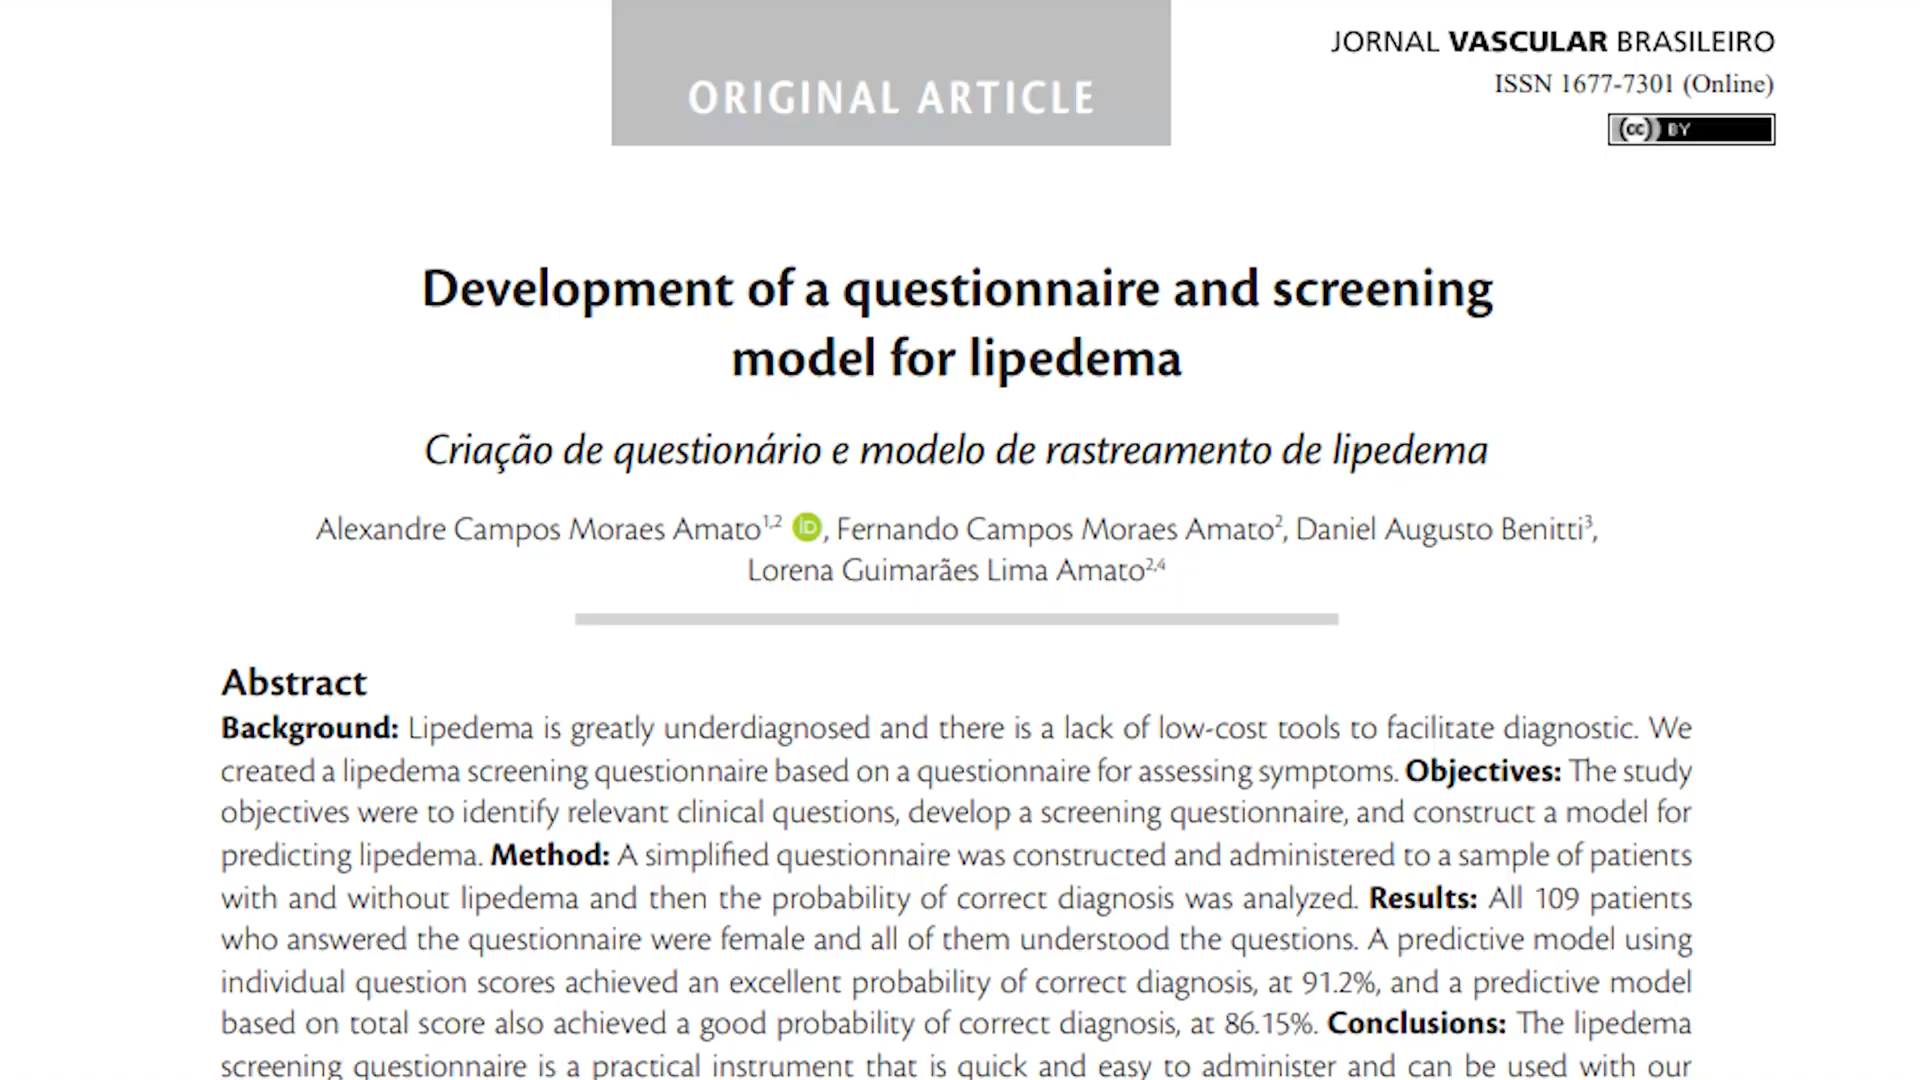 ORIGINAL ARTICLE
JORNAL VASCULAR BRASILEIRO
ISSN 1677-7301 (Online)
cc BY
Development of a questionnaire and screening
model for lipedema
Criação de questionário e modelo de rastreamento de lipedema
Alexandre Campos Moraes Amato1,2 iD, Fernando Campos Moraes Amato2, Daniel Augusto Benitti3,
Lorena Guimarães Lima Amato2,4
Abstract
Background: Lipedema is greatly underdiagnosed and there is a lack of low-cost tools to facilitate diagnostic. We
created a lipedema screening questionnaire based on a questionnaire for assessing symptoms. Objectives: The study
objectives were to identify relevant clinical questions, develop a screening questionnaire, and construct a model for
predicting lipedema. Method: A simplified questionnaire was constructed and administered to a sample of patients
with and without lipedema and then the probability of correct diagnosis was analyzed. Results: All 109 patients
who answered the questionnaire were female and all of them understood the questions. A predictive model using
individual question scores achieved an excellent probability of correct diagnosis, at 91.2%, and a predictive model
based on total score also achieved a good probability of correct diagnosis, at 86.15%. Conclusions: The lipedema
screening questionnaire is a practical instrument that is quick and easy to administer and can be used with our